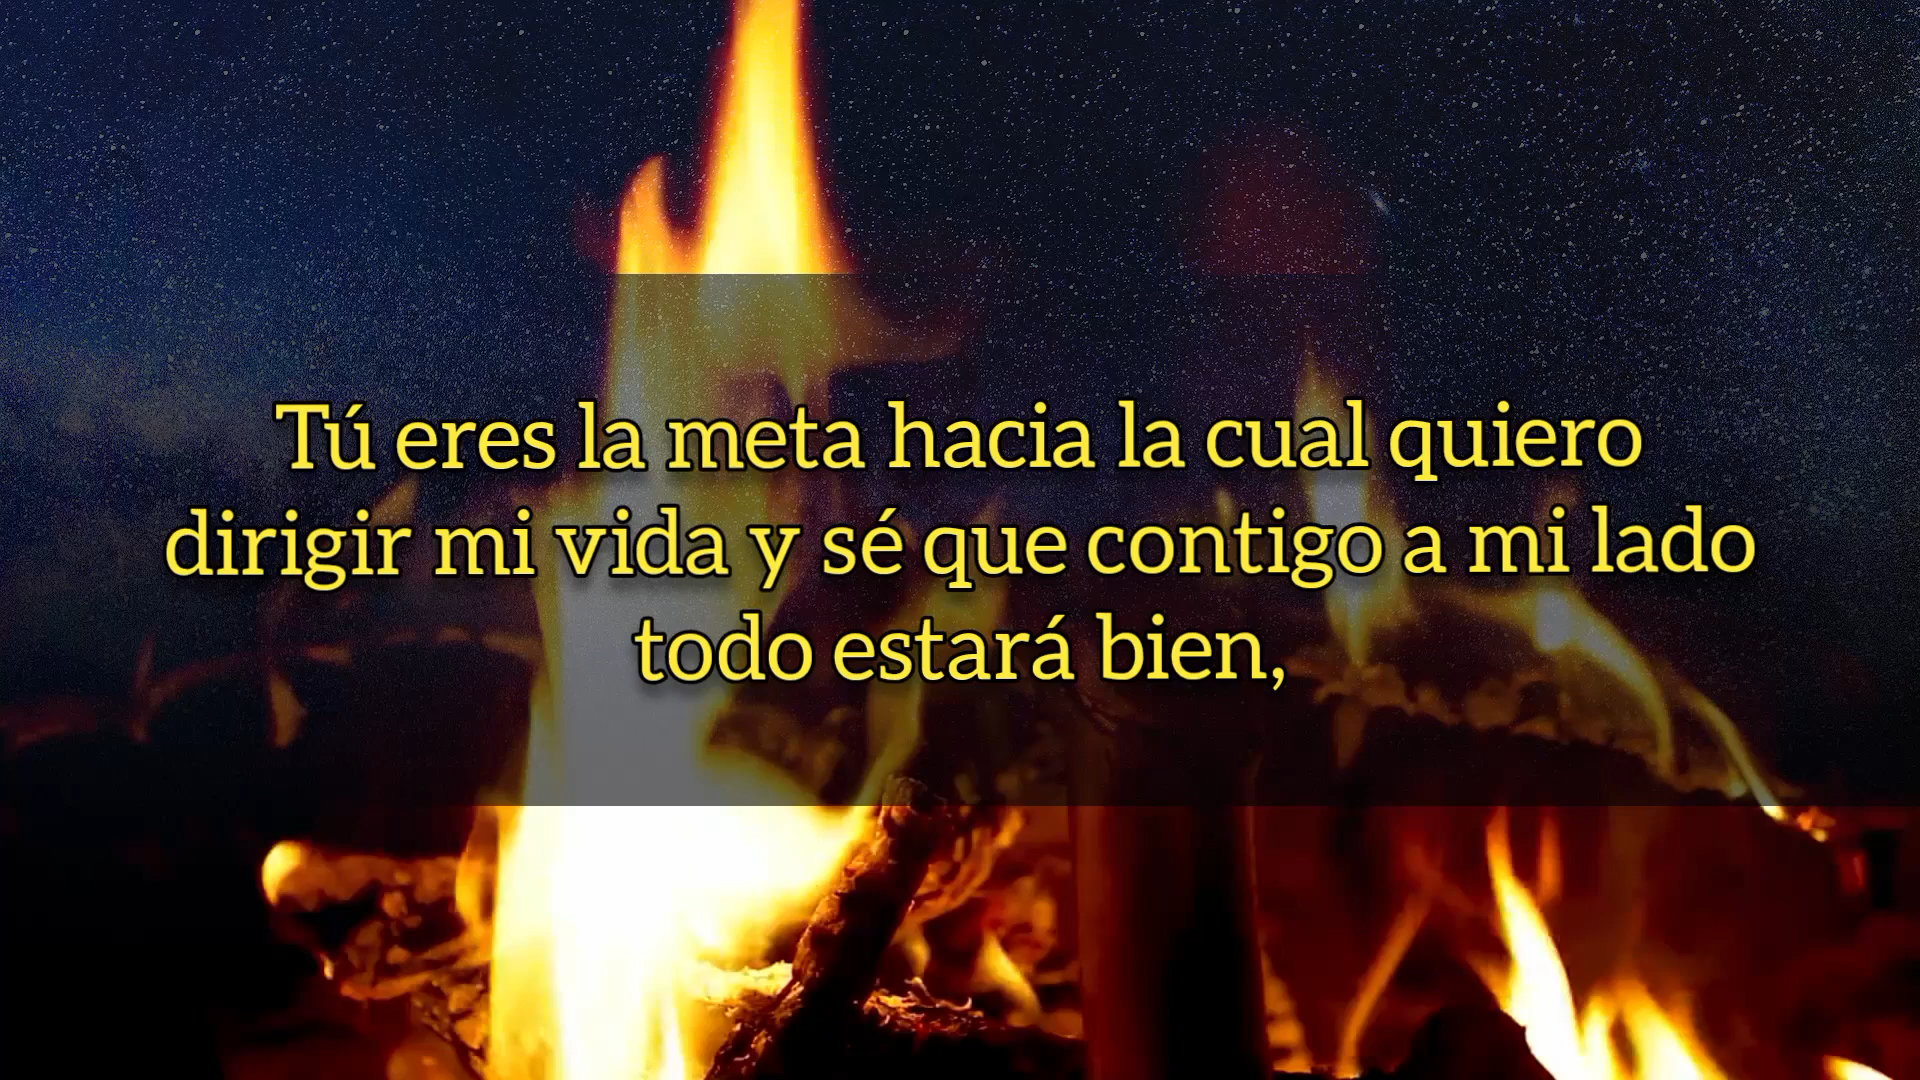 Tú eres la meta hacia la cual quiero
dirigir mi vida y sé que contigo a mi lado
todo estará bien,